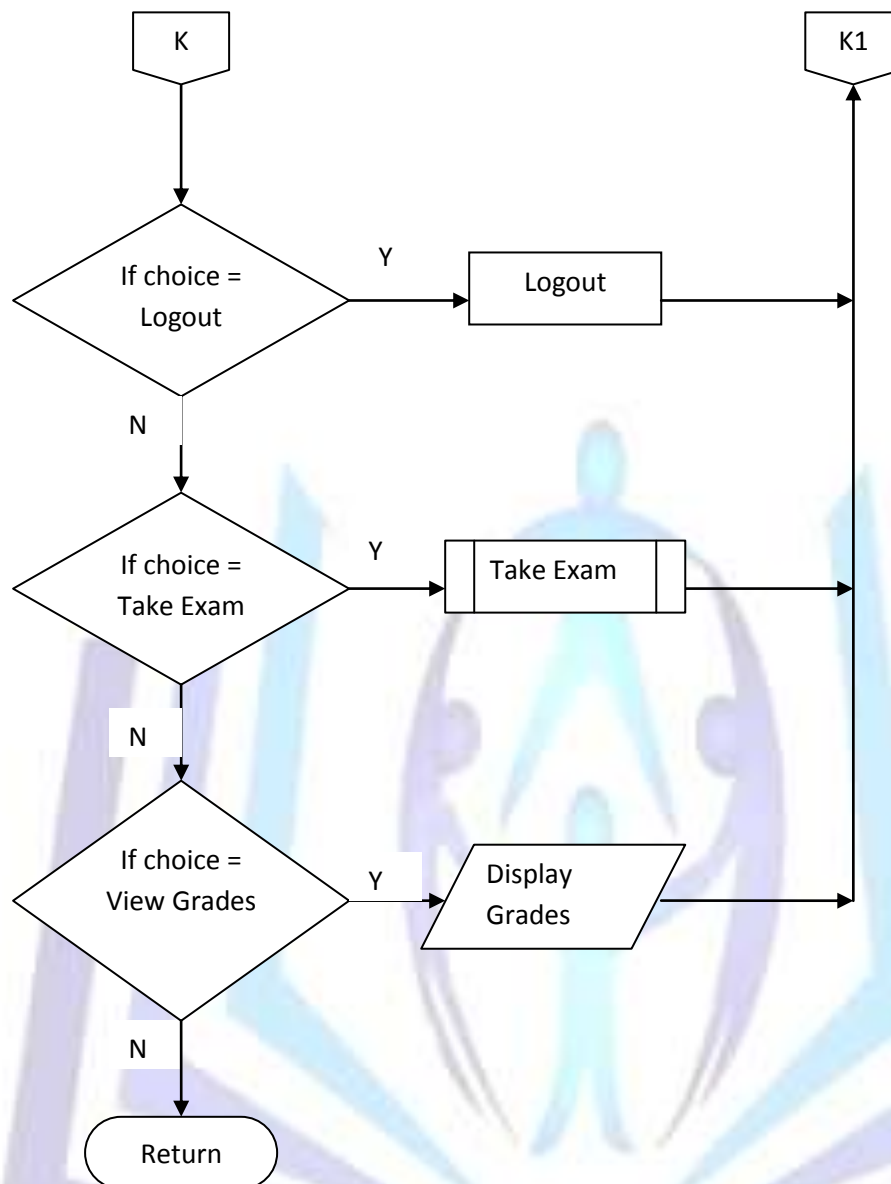 K
K1
If choice =
Logout
Y
Logout
N
If choice =
Take Exam
Y
Take Exam
N
If choice =
View Grades
Y
Display
Grades
N
Return